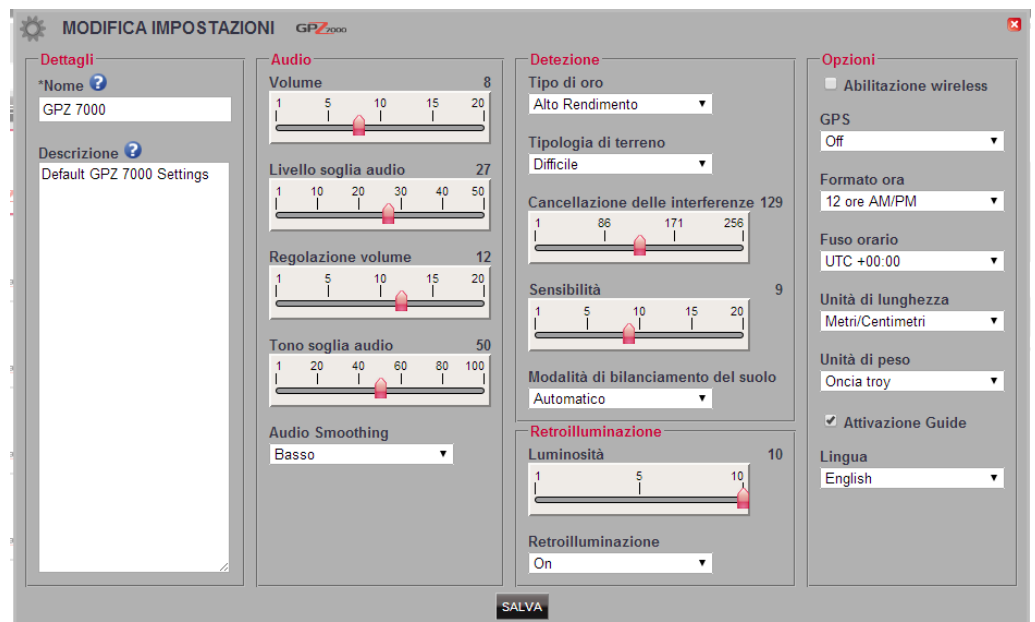 MODIFICA IMPOSTAZIONI GPZ7000
Dettagli
*Nome ?
GPZ 7000
Descrizione ?
Default GPZ 7000 Settings
Audio
Volume 8
1 5 10 15 20
Livello soglia audio 27
1 10 20 30 40 50
Regolazione volume 12
1 5 10 15 20
Tono soglia audio 50
1 20 40 60 80 100
Audio Smoothing
Basso
Detezione
Tipo di oro
Alto Rendimento
Tipologia di terreno
Difficile
Cancellazione delle interferenze 129
1 86 171 256
Sensibilità 9
1 5 10 15 20
Modalità di bilanciamento del suolo
Automatico
Retroilluminazione
Luminosità 10
1 5 10
Retroilluminazione
On
Opzioni
Abilitazione wireless
GPS
Off
Formato ora
12 ore AM/PM
Fuso orario
UTC +00:00
Unità di lunghezza
Metri/Centimetri
Unità di peso
Oncia troy
Attivazione Guide
Lingua
English
SALVA